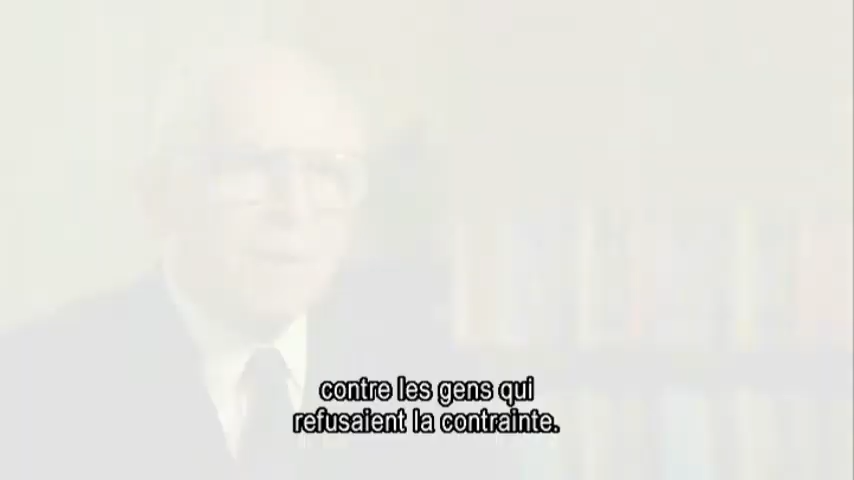 contre les gens qui
refusaient la contrainte.